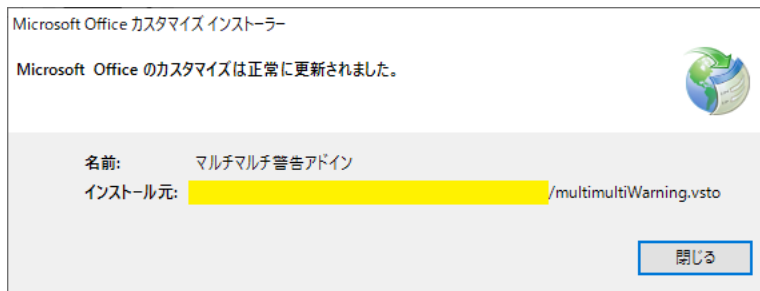 Microsoft Office カスタマイズ インストーラー
Microsoft Office のカスタマイズは正常に更新されました。
名前: マルチマルチ警告アドイン
インストール元: /multimultiWarning.vsto
閉じる